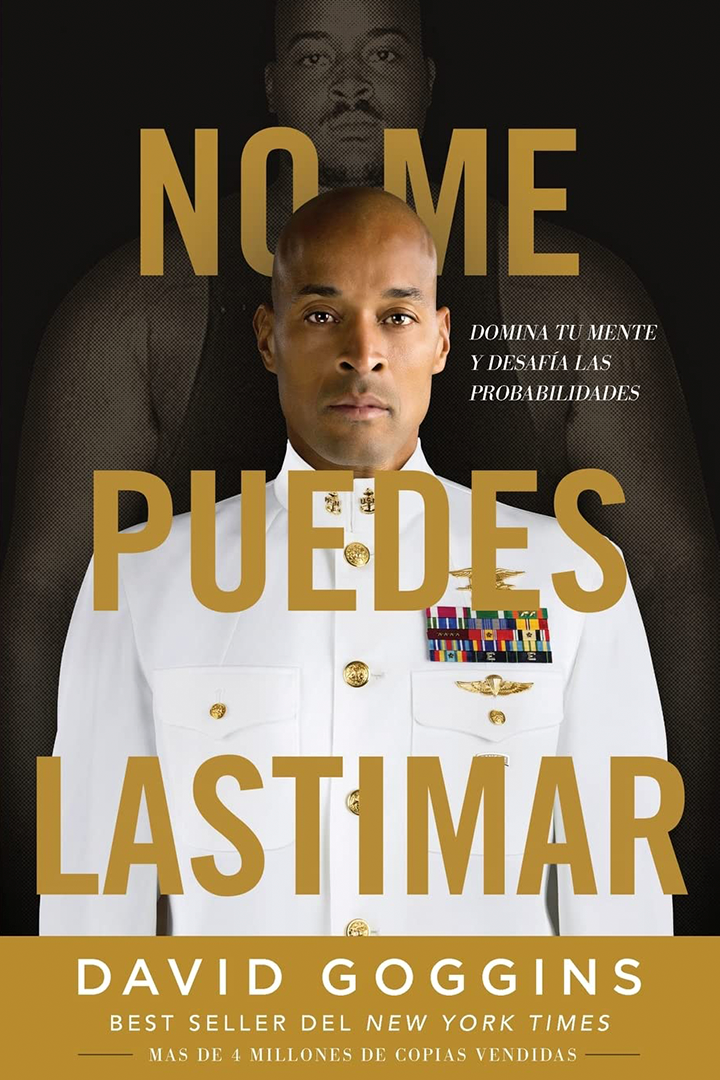 NO ME
DOMINA TU MENTE
Y DESAFÍA LAS
PROBABILIDADES
PUEDES
LASTIMAR
DAVID GOGGINS
BEST SELLER DEL NEW YORK TIMES
MAS DE 4 MILLONES DE COPIAS VENDIDAS